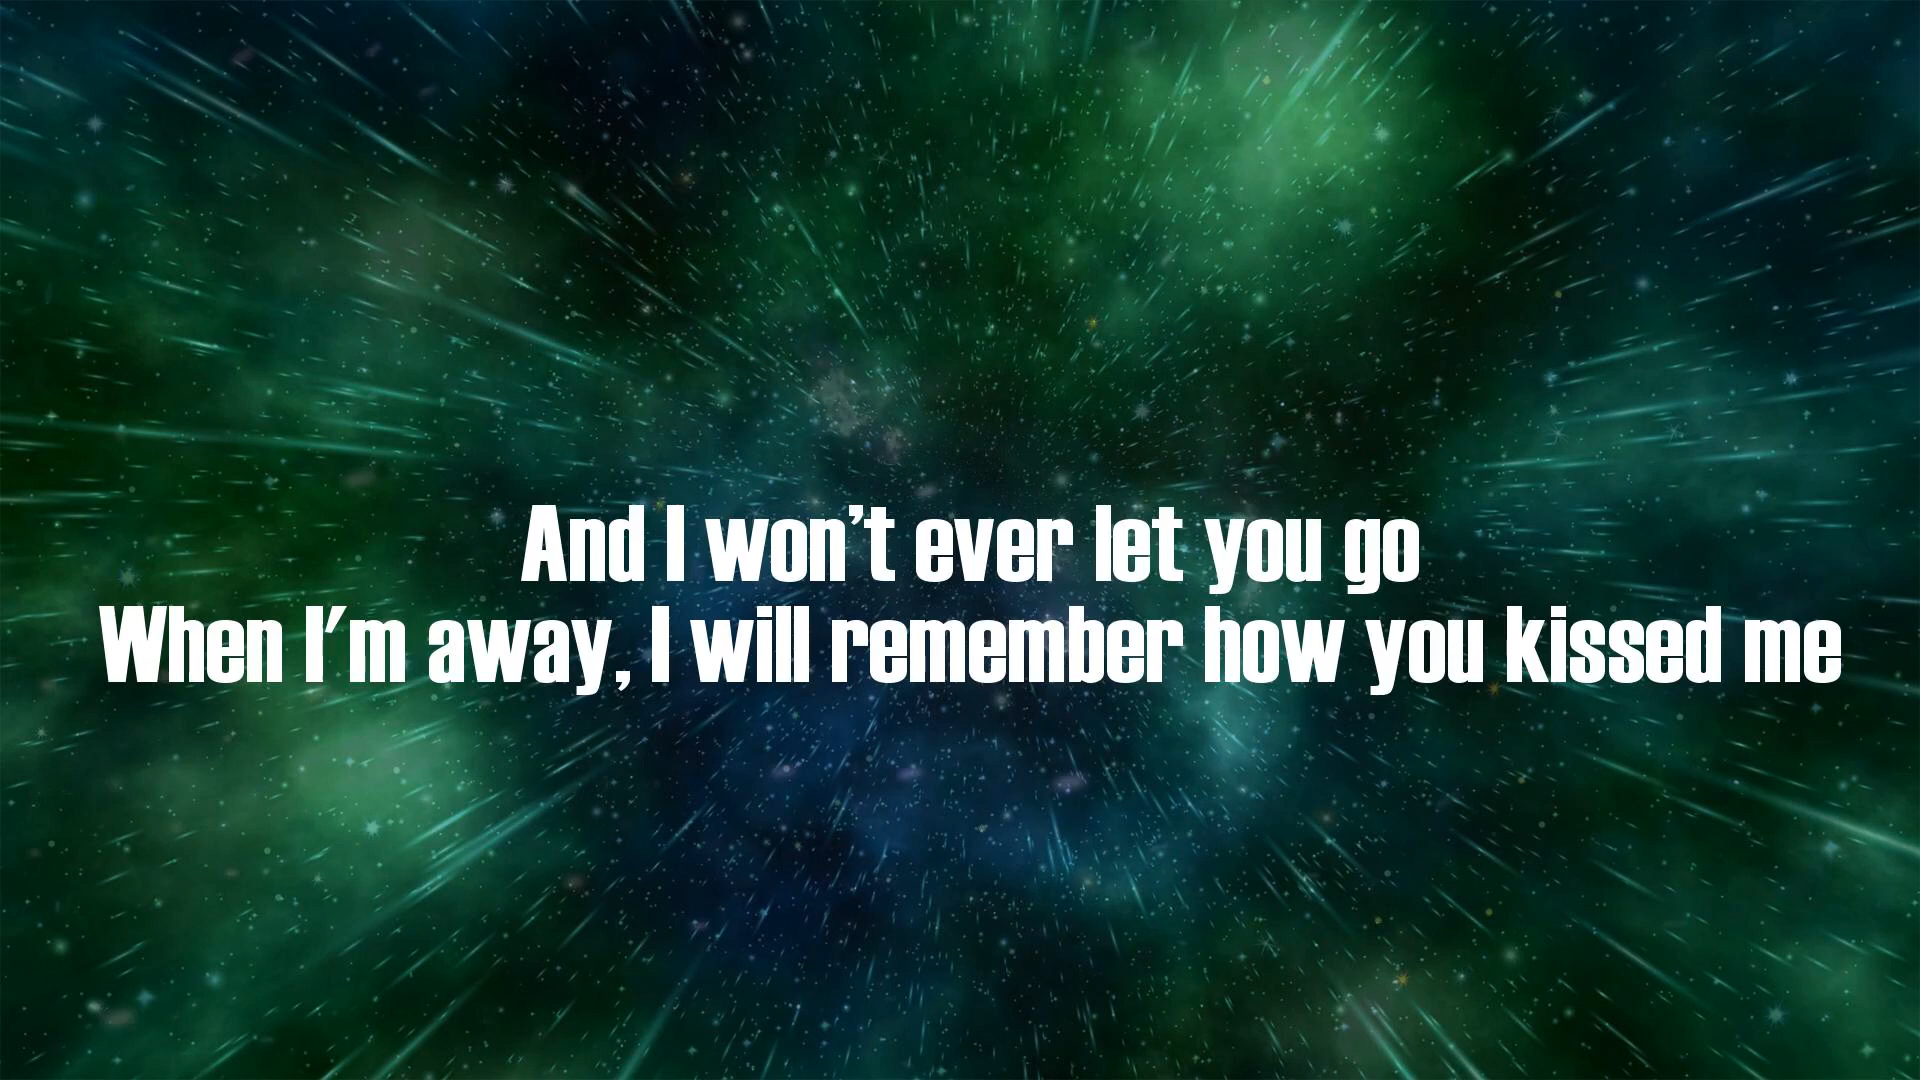 And I won’t ever let you go
When I'm away, I will remember how you kissed me